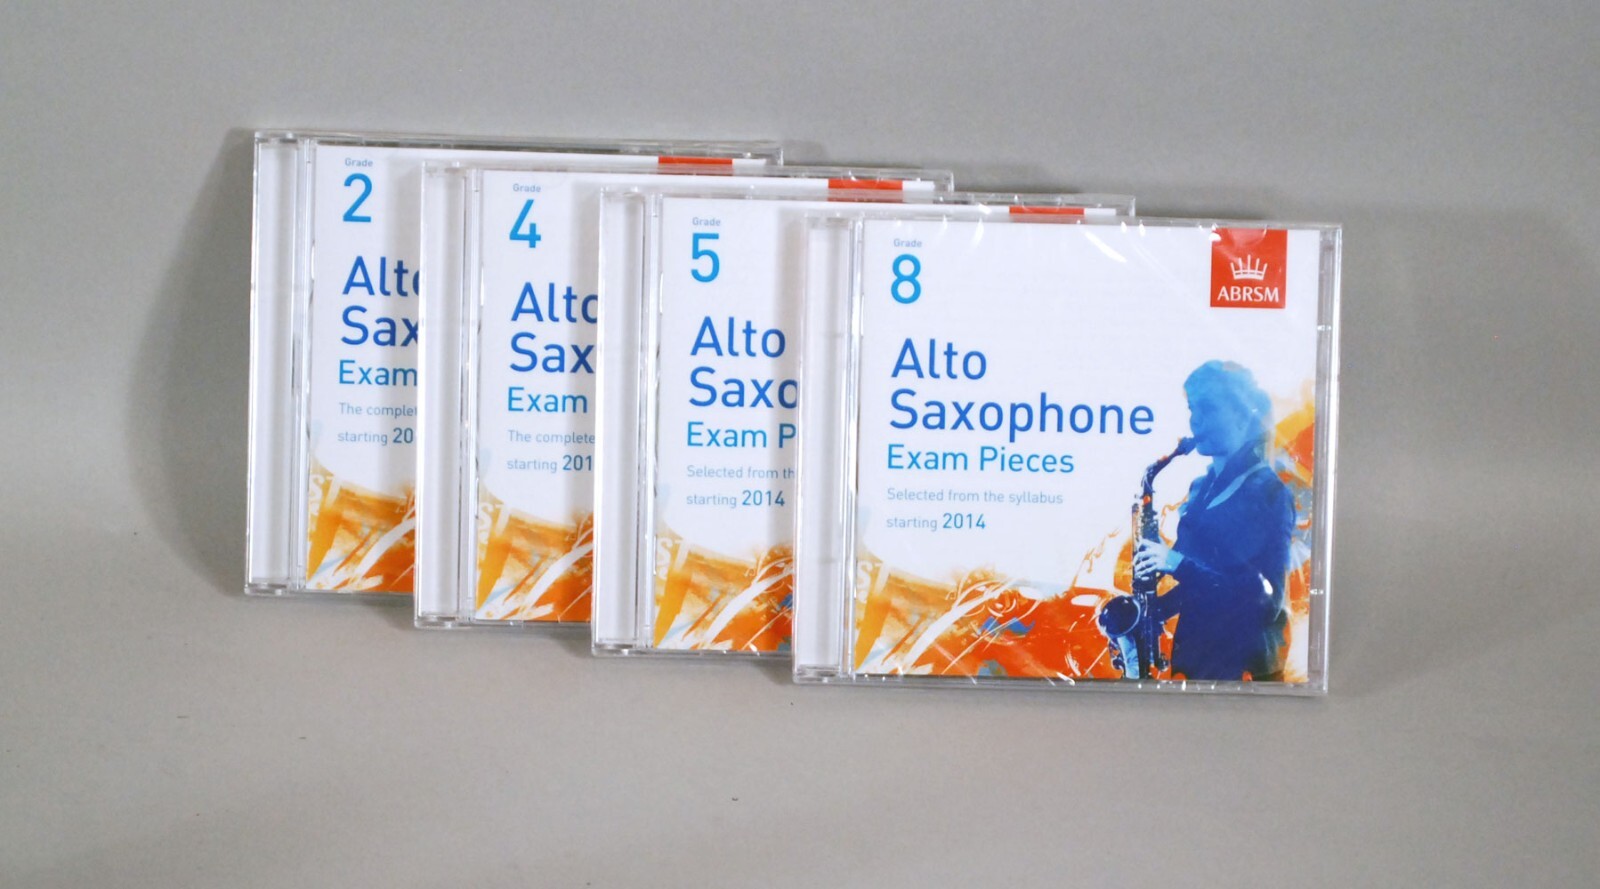 Grade
2
Alto
Sax
Exam
The complet
starting 20
Grade
4
Alto
Sax
Exam
The complete
starting 201
Grade
5
Alto
Saxo
Exam P
Selected from th
starting 2014
Grade
8
ABRSM
Alto
Saxophone
Exam Pieces
Selected from the syllabus
starting 2014